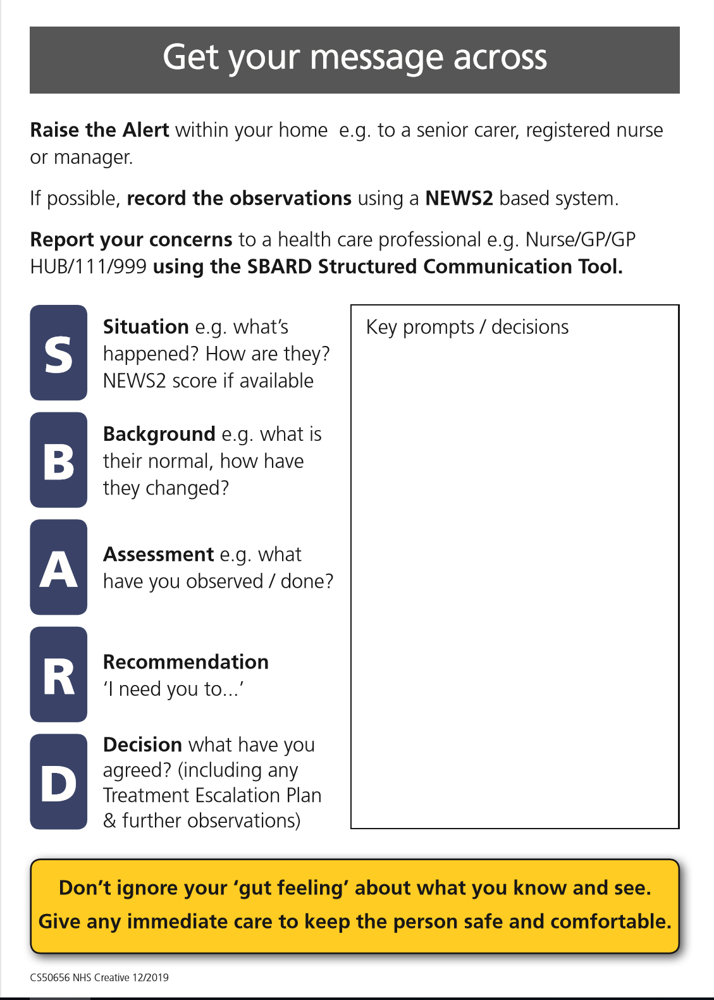 Get your message across
Raise the Alert within your home  e.g. to a senior carer, registered nurse
or manager.
If possible, record the observations using a NEWS2 based system.
Report your concerns to a health care professional e.g. Nurse/GP/GP
HUB/111/999 using the SBARD Structured Communication Tool.
S
Situation e.g. what’s
happened? How are they?
NEWS2 score if available
B
Background e.g. what is
their normal, how have
they changed?
A
Assessment e.g. what
have you observed / done?
R
Recommendation
‘I need you to...’
D
Decision what have you
agreed? (including any
Treatment Escalation Plan
& further observations)
Key prompts / decisions
Don’t ignore your ‘gut feeling’ about what you know and see.
Give any immediate care to keep the person safe and comfortable.
CS50656 NHS Creative 12/2019